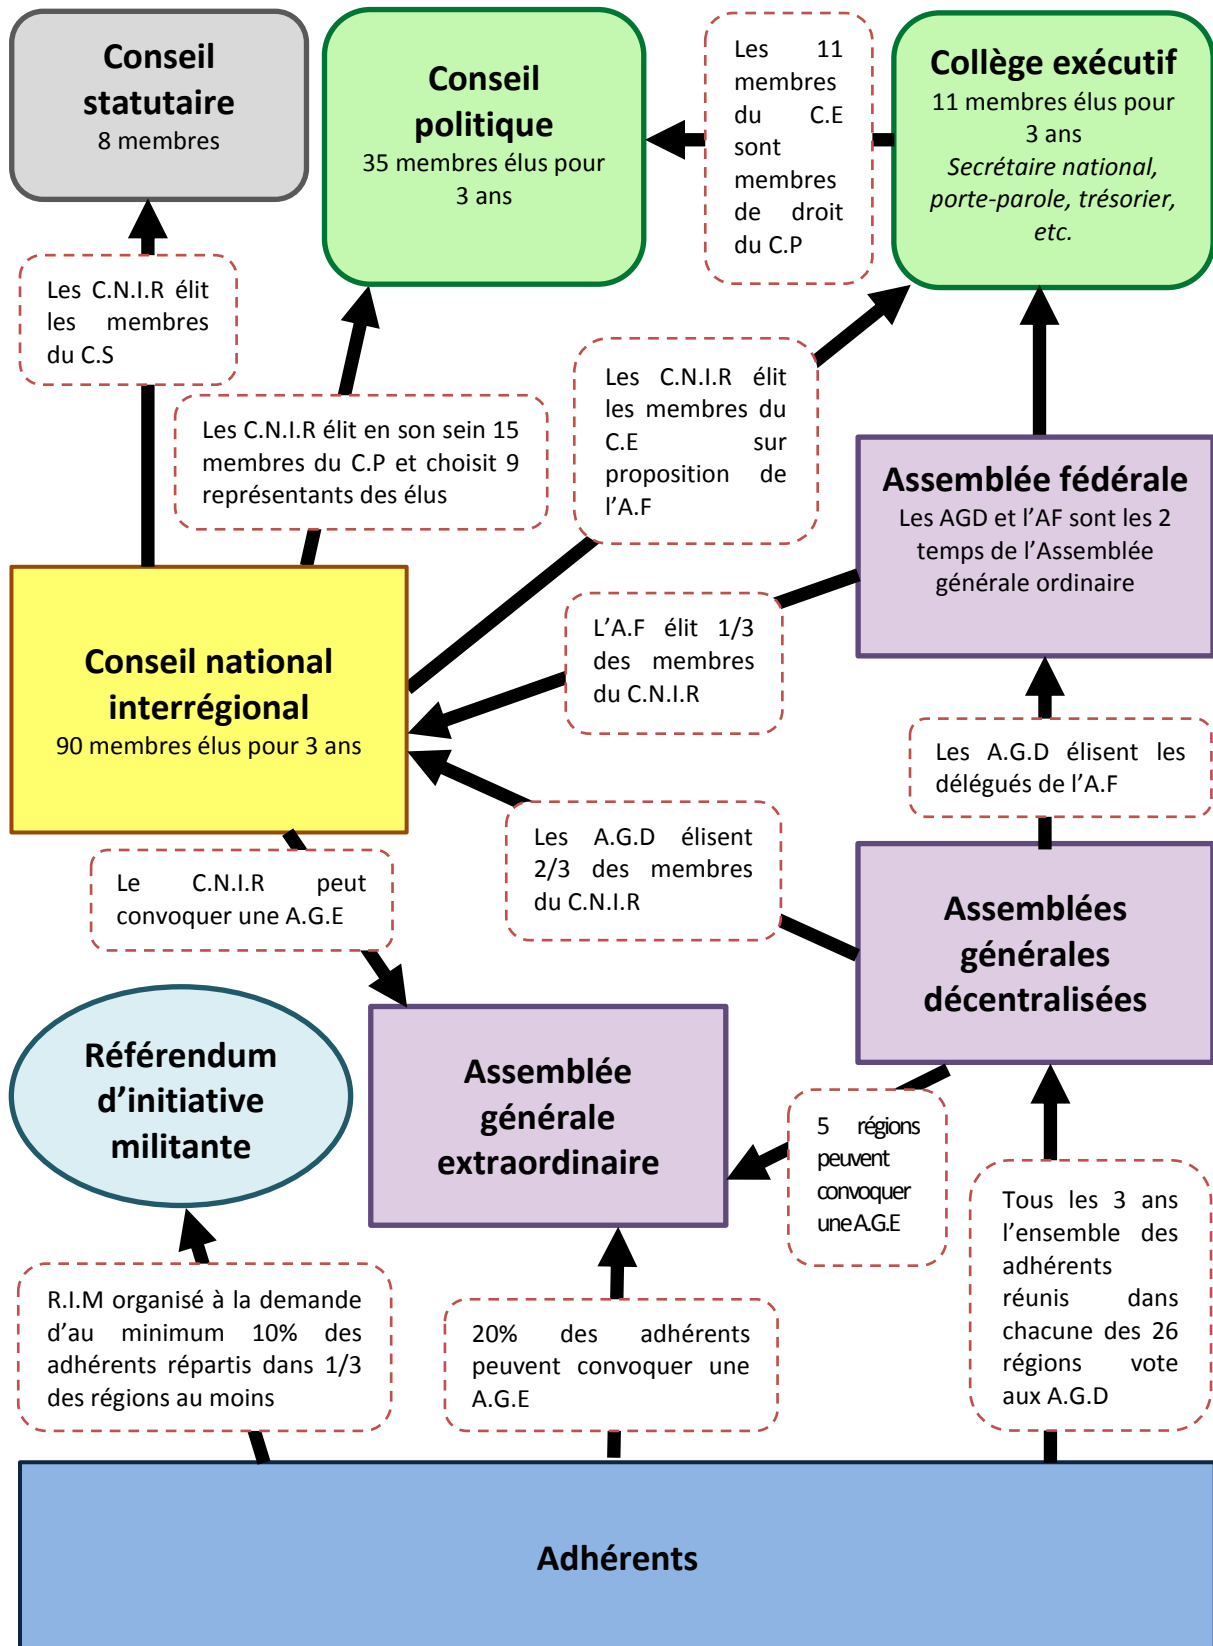 Conseil
statutaire
8 membres
Conseil
politique
35 membres élus pour
3 ans
Les 11
membres
du C.E
sont
membres
de droit
du C.P
Collège exécutif
11 membres élus pour
3 ans
Secrétaire national,
porte-parole, trésorier,
etc.
Les C.N.I.R élit
les membres
du C.S
Les C.N.I.R élit en son sein 15
membres du C.P et choisit 9
représentants des élus
Les C.N.I.R élit
les membres du
C.E sur
proposition de
l’A.F
Assemblée fédérale
Les AGD et l’AF sont les 2
temps de l’Assemblée
générale ordinaire
Conseil national
interrégional
90 membres élus pour 3 ans
L’A.F élit 1/3
des membres
du C.N.I.R
Les A.G.D élisent les
délégués de l’A.F
Les A.G.D élisent
2/3 des membres
du C.N.I.R
Le C.N.I.R peut
convoquer une A.G.E
Assemblées
générales
décentralisées
Référendum
d’initiative
militante
Assemblée
générale
extraordinaire
5 régions
peuvent
convoquer
une A.G.E
Tous les 3 ans
l’ensemble des
adhérents
réunis dans
chacune des 26
régions vote
aux A.G.D
R.I.M organisé à la demande
d’au minimum 10% des
adhérents répartis dans 1/3
des régions au moins
20% des adhérents
peuvent convoquer une
A.G.E
Adhérents